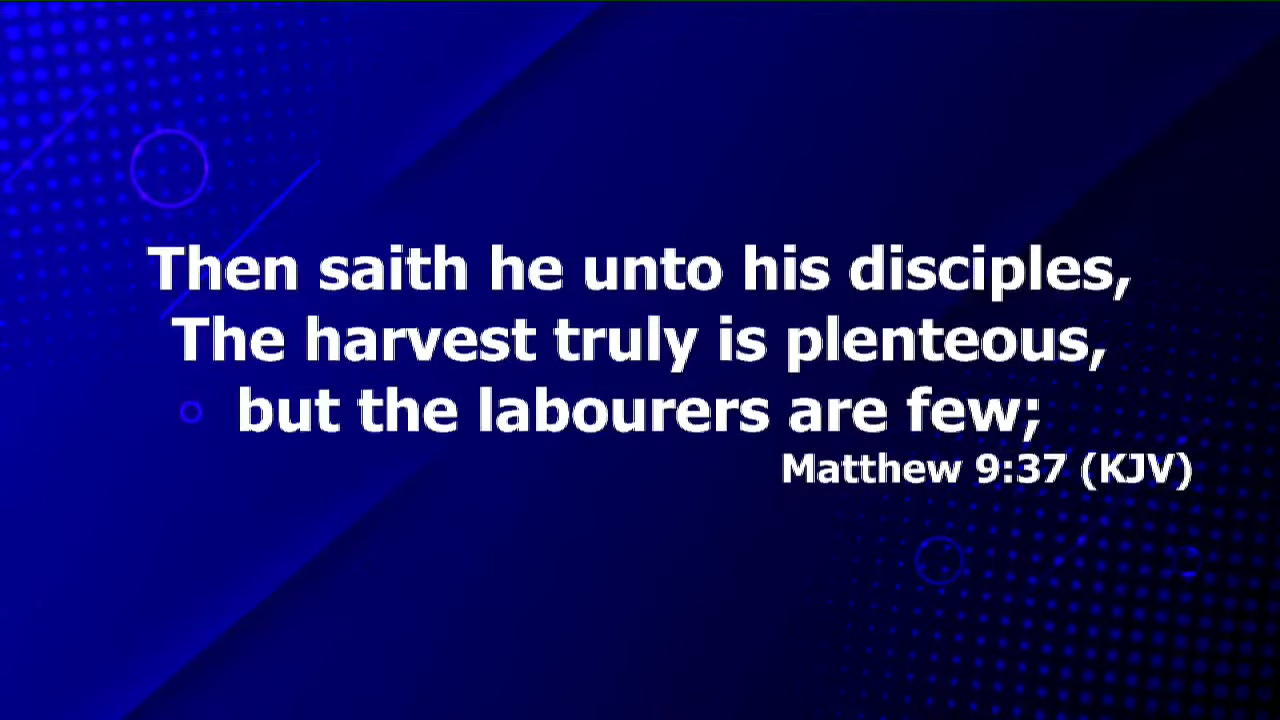 Then saith he unto his disciples,
The harvest truly is plenteous,
but the labourers are few;
Matthew 9:37 (KJV)